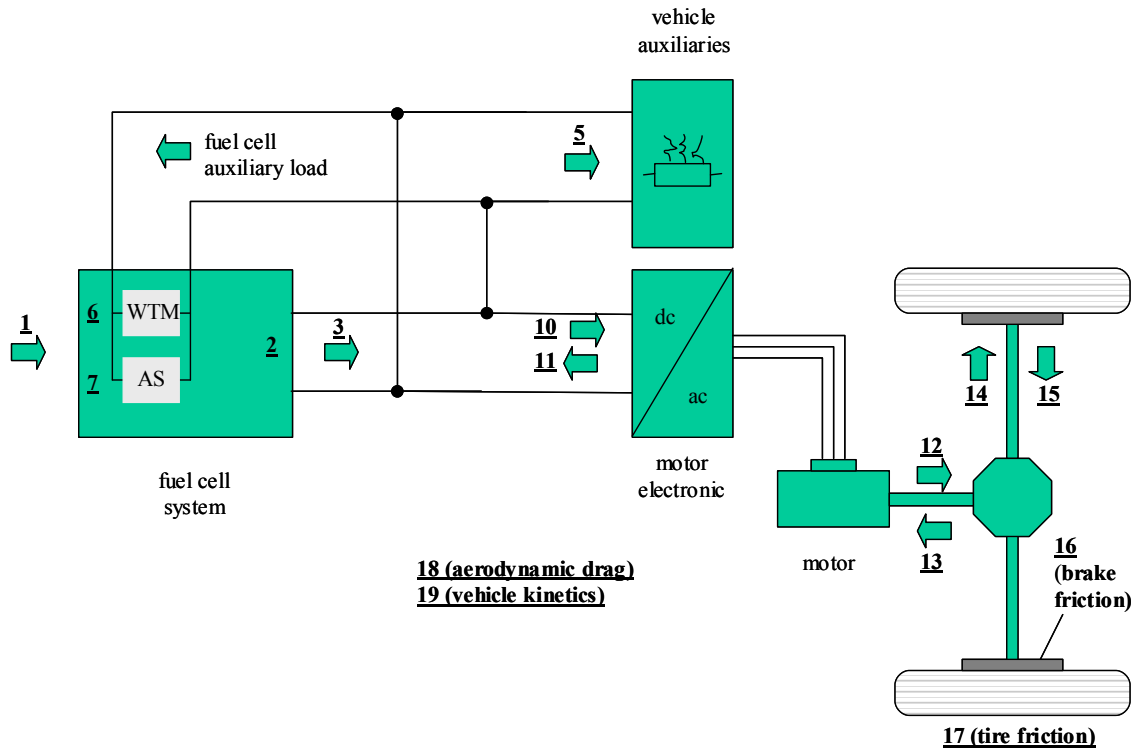 vehicle
auxiliaries
5
fuel cell
auxiliary load
6
WTM
1
2
3
10
dc
7
AS
11
ac
14
15
fuel cell
system
motor
electronic
12
13
motor
16
(brake
friction)
18 (aerodynamic drag)
19 (vehicle kinetics)
17 (tire friction)